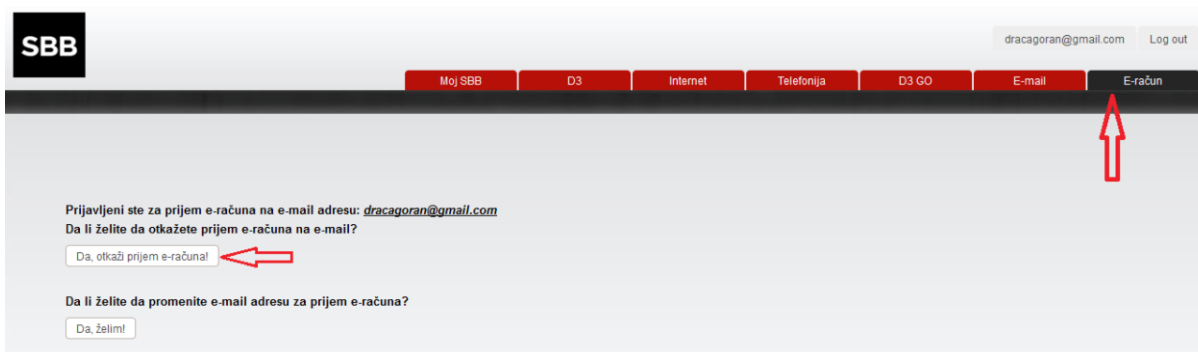 SBB
dracagoran@gmail.com Log out
Moj SBB D3 Internet Telefonija D3 GO E-mail E-račun
Prijavljeni ste za prijem e-računa na e-mail adresu: dracagoran@gmail.com
Da li želite da otkažete prijem e-računa na e-mail?
Da, otkaži prijem e-računa!
Da li želite da promenite e-mail adresu za prijem e-računa?
Da, želim!